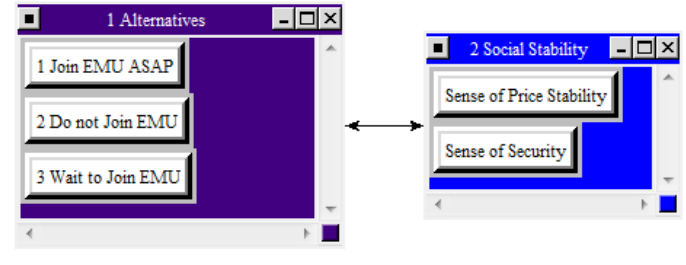 1 Alternatives
1 Join EMU ASAP
2 Do not Join EMU
3 Wait to Join EMU
2 Social Stability
Sense of Price Stability
Sense of Security